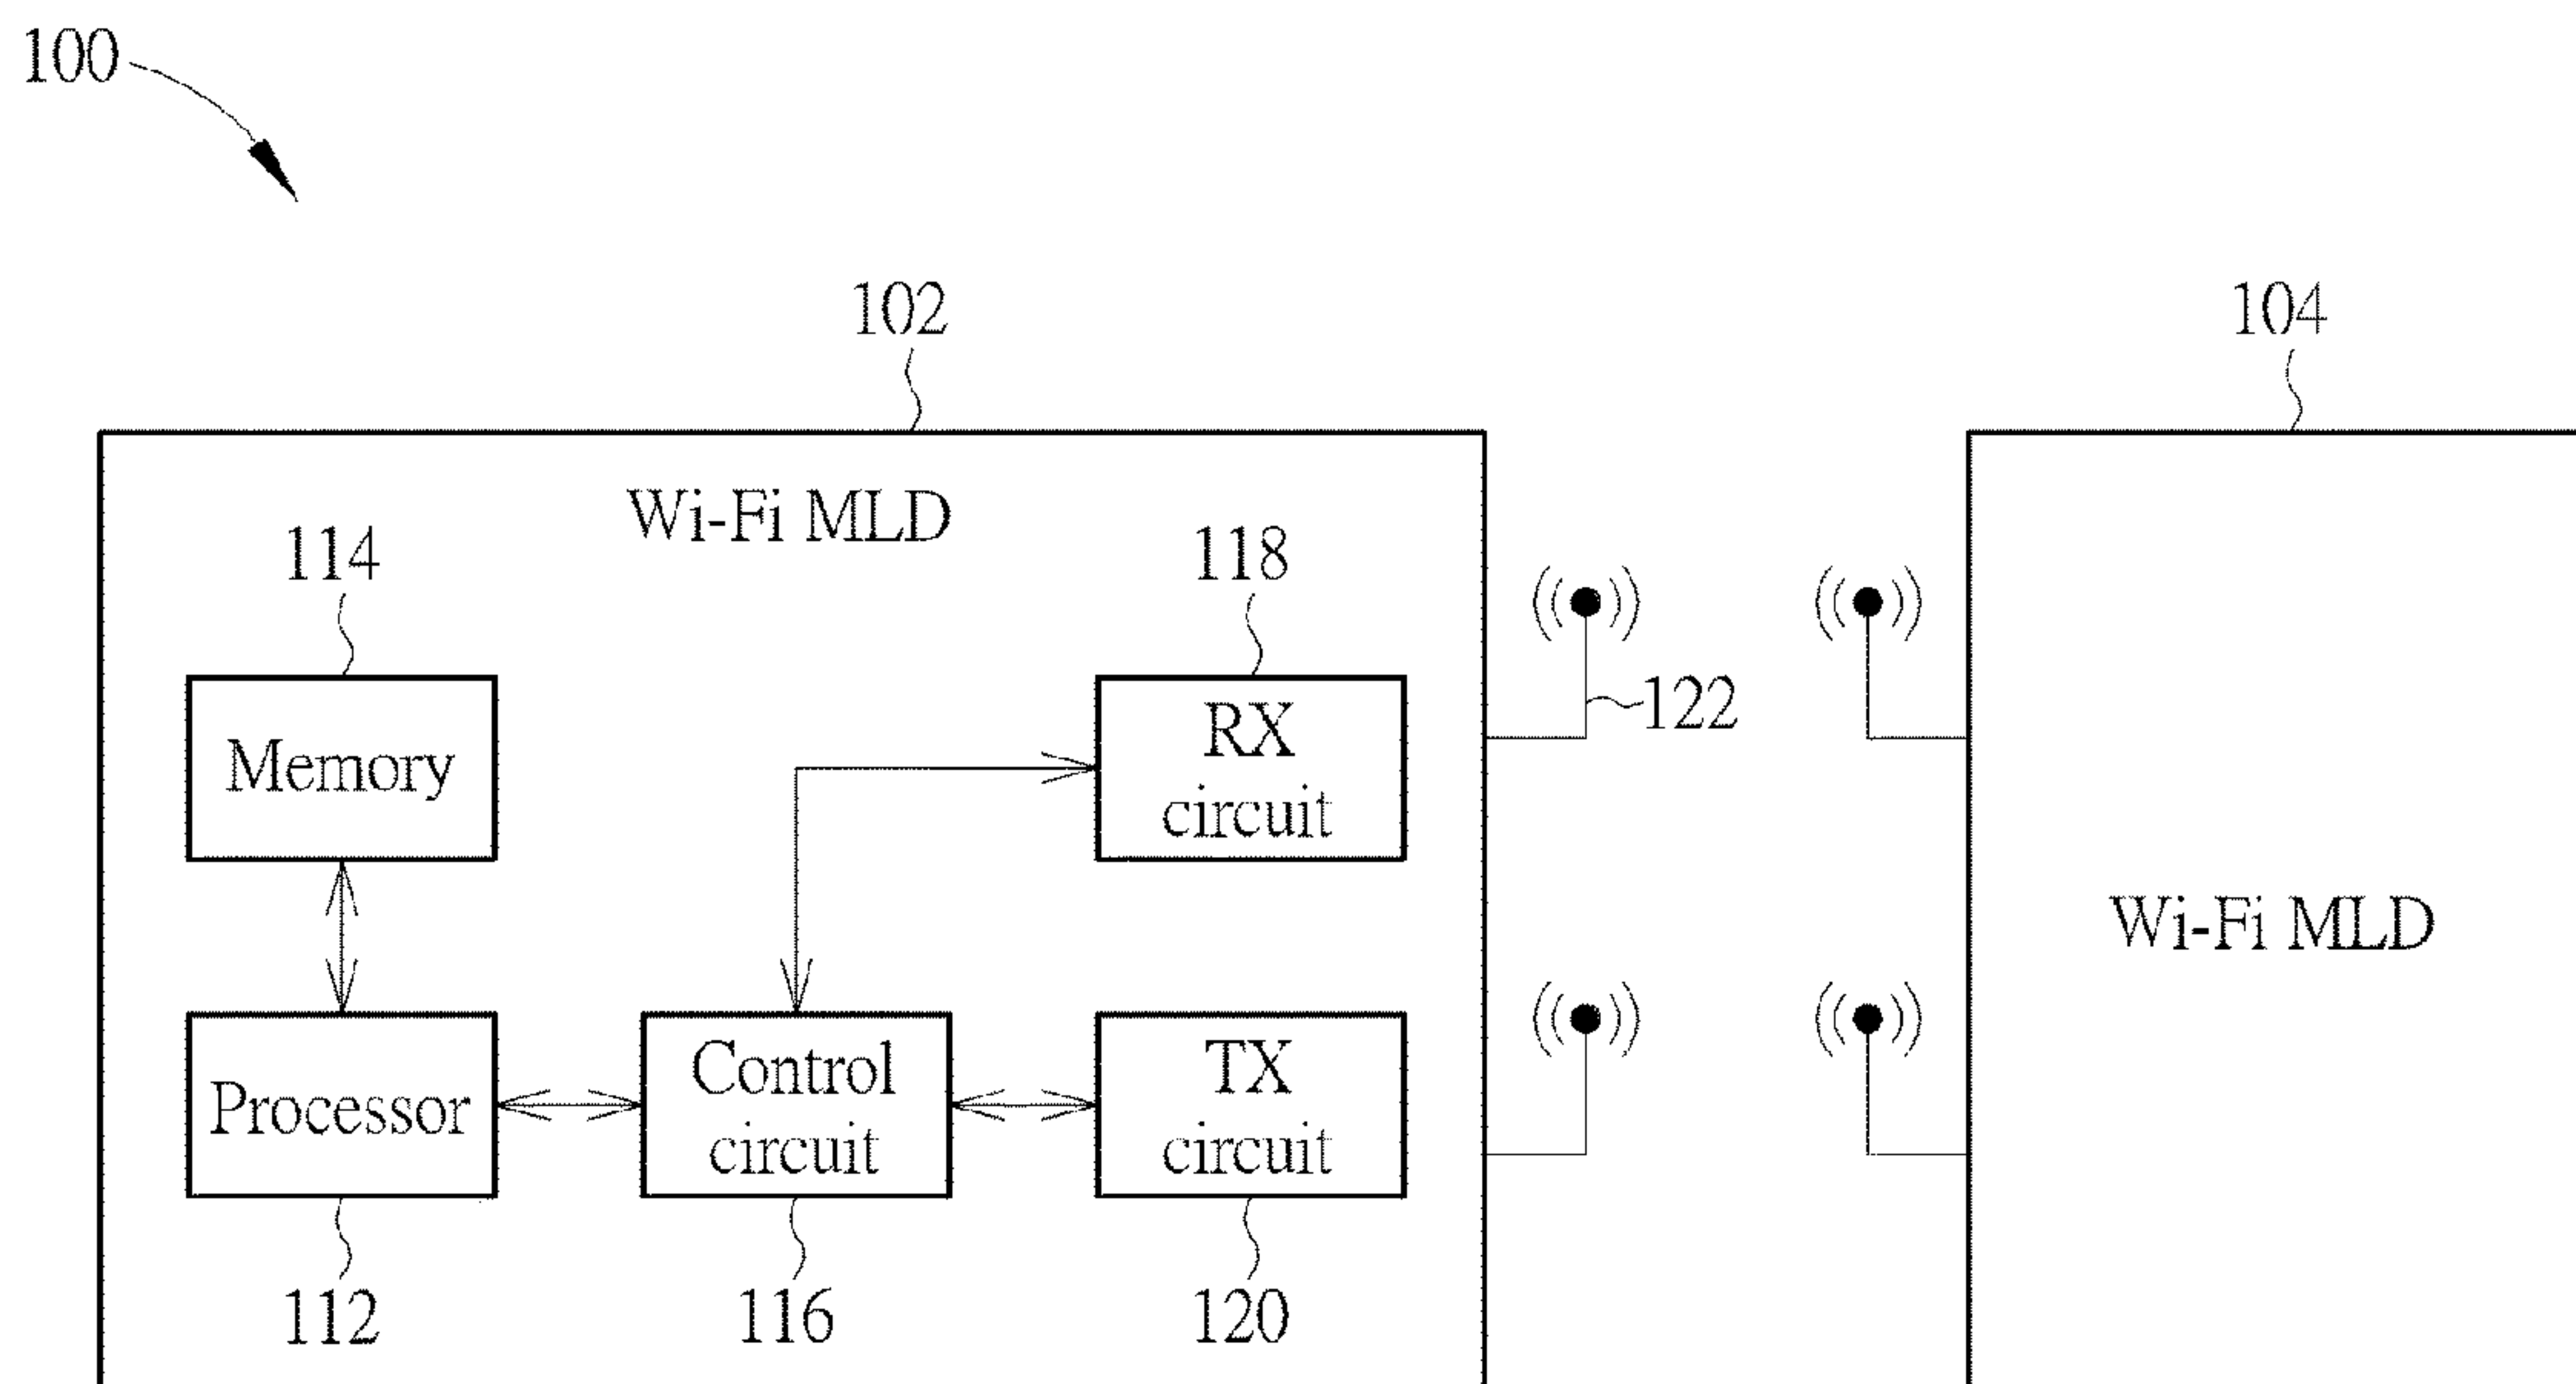 100
102
104
Wi-Fi MLD
114
118
122
Memory
RX
circuit
Wi-Fi MLD
Processor
Control
circuit
TX
circuit
112
116
120